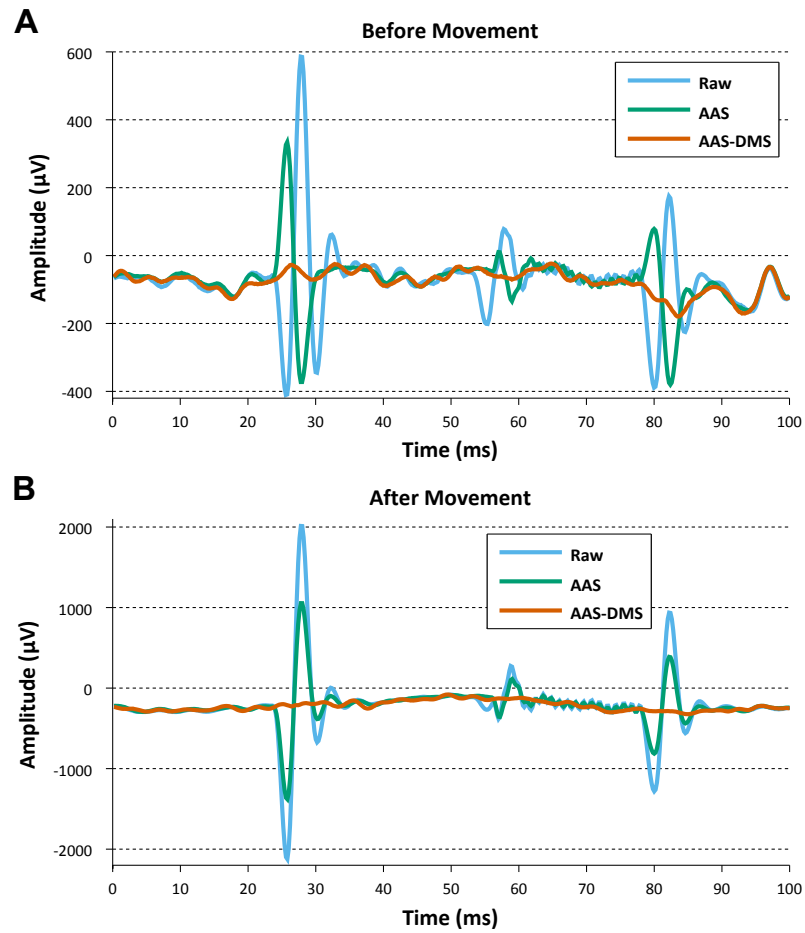 A
Before Movement
600
400
200
0
-200
-400
Amplitude (µV)
Raw
AAS
AAS-DMS
0 10 20 30 40 50 60 70 80 90 100
Time (ms)
B
After Movement
2000
1000
0
-1000
-2000
Amplitude (µV)
Raw
AAS
AAS-DMS
0 10 20 30 40 50 60 70 80 90 100
Time (ms)